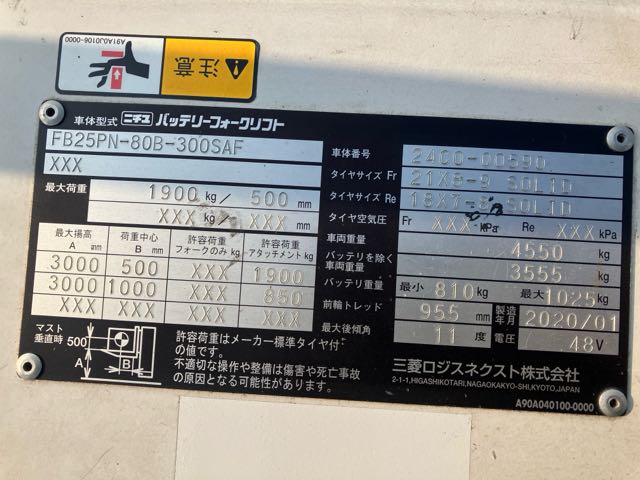 A91A0J0106-0000
注意
車体型式 ニチユ バッテリーフォークリフト
FB25PN-80B-300SAF
XXX
最大荷重 1900 kg/ 500 mm
XXX kg/ XXX mm
最大揚高 A mm 荷重中心 B mm 許容荷重 フォークのみ kg 許容荷重 アタッチメント kg
3000 500 XXX 1900
3000 1000 XXX 850
XXX XXX XXX XXX
マスト垂直時 500 A B
許容荷重はメーカー標準タイヤ付
の値です。
不適切な操作や整備は傷害や死亡事故
の原因となる可能性があります。
車体番号 240C-00590
タイヤサイズ Fr 21X8-9 SOLID
タイヤサイズ Re 18X7-8 SOLID
タイヤ空気圧 Fr XXX kPa Re XXX kPa
車両重量 4550 kg
バッテリを除く
車両重量 3555 kg
バッテリ重量 最小 810 kg 最大 1025 kg
前輪トレッド 955 mm 製造年月 2020/01
最大後傾角 11 度 電圧 48 V
三菱ロジスネクスト株式会社
2-1-1,HIGASHIKOTARI,NAGAOKAKYO-SHI,KYOTO,JAPAN
A90A040100-0000